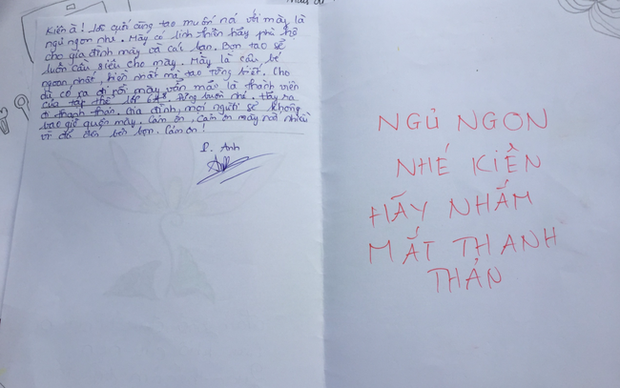 Kiên à! Lời cuối cùng tao muốn nói với mày là
ngủ ngon nhé. Mày có linh thiêng hãy phù hộ
cho gia đình mày và các bạn. Bọn tao sẽ
luôn cầu siêu cho mày. Mày là cậu bé
ngoan nhất, hiền nhất mà tao từng biết. Cho
dù có ra đi rồi mày vẫn mãi là thành viên
của tập thể lớp 6A8. Đừng buồn nhé. Hãy ra
đi thanh thản. Gia đình, mọi người sẽ không
bao giờ quên mày. Cảm ơn, cảm ơn mày rất nhiều
vì đã đến bên bọn. Cảm ơn!
P. Anh
NGỦ NGON
NHÉ KIÊN
HÃY NHẮM
MẮT THANH
THẢN